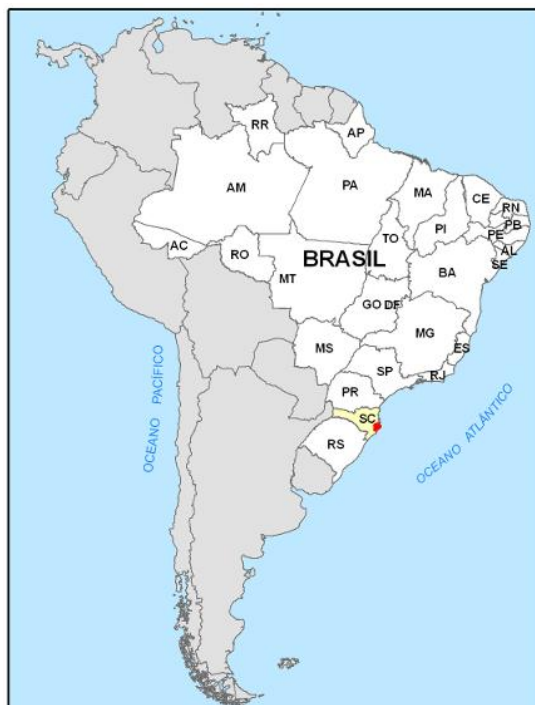 RR
AP
AM
PA
MA
CE
RN
PB
PI
PE
AL
SE
AC
RO
TO
BRASIL
MT
BA
GO DF
MG
ES
MS
SP
RJ
PR
SC
RS
OCEANO PACÍFICO
OCEANO ATLÂNTICO